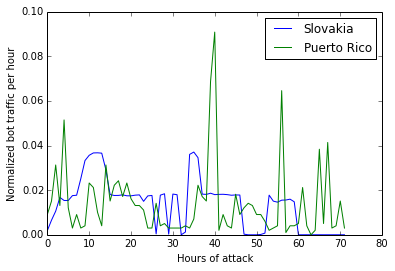 0.10
Slovakia
Puerto Rico
0.08
0.06
0.04
0.02
0.00
Normalized bot traffic per hour
0 10 20 30 40 50 60 70 80
Hours of attack